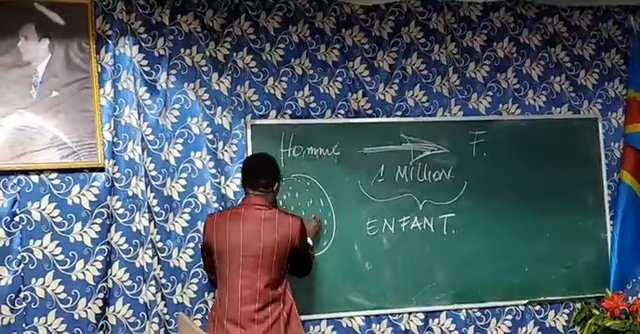 Homme → F.
1 MILLION
ENFANT.